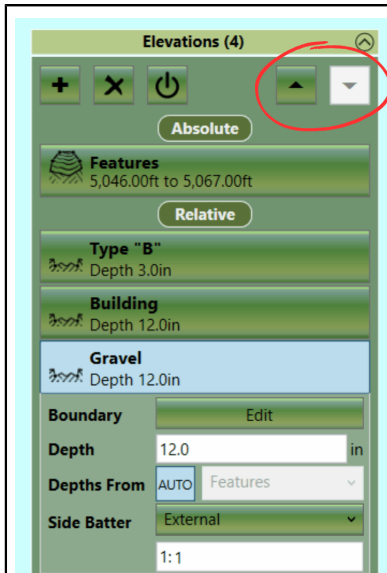 Elevations (4)
Absolute
Features
5,046.00ft to 5,067.00ft
Relative
Type "B"
Depth 3.0in
Building
Depth 12.0in
Gravel
Depth 12.0in
Boundary Edit
Depth 12.0 in
Depths From AUTO Features
Side Batter External
1:1